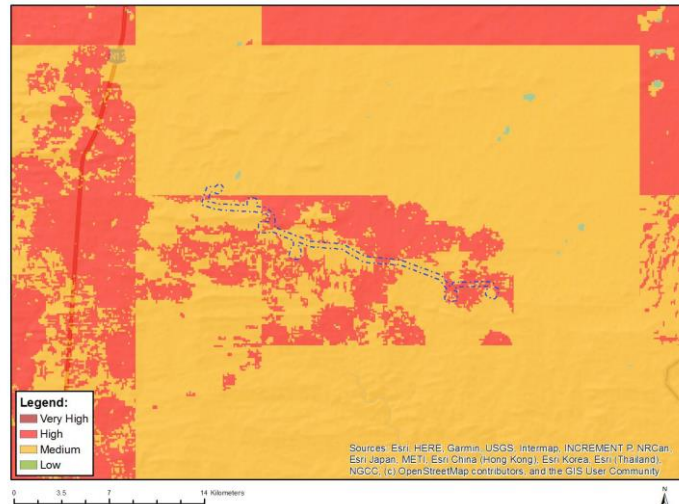 Legend:
Very High
High
Medium
Low
Sources: Esri, HERE, Garmin, USGS, Intermap, INCREMENT P, NRCan,
Esri Japan, METI, Esri China (Hong Kong), Esri Korea, Esri (Thailand),
NGCC, (c) OpenStreetMap contributors, and the GIS User Community
0 3.5 7 14 Kilometers
N